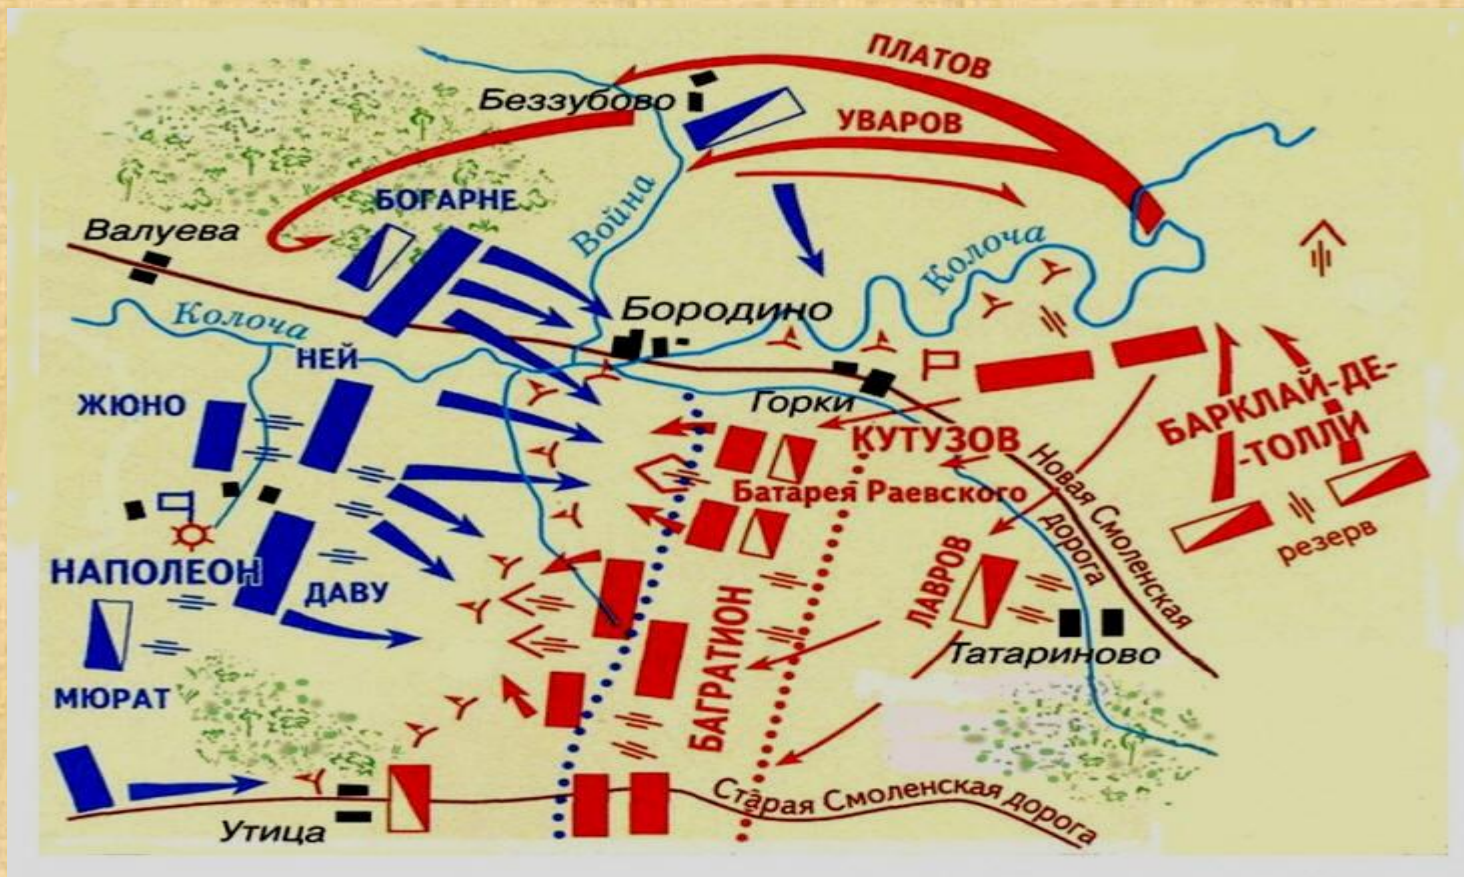 ПЛАТОВ
Беззубово
УВАРОВ
БОГАРНЕ
Война
Валуева
Колоча
Бородино
Колоча
НЕЙ
ЖЮНО
Горки
БАРКЛАЙ-ДЕ-
-ТОЛЛИ
КУТУЗОВ
Батарея Раевского
Новая Смоленская
дорога
резерв
НАПОЛЕОН
ДАВУ
ЛАВРОВ
БАГРАТИОН
Татариново
МЮРАТ
Старая Смоленская дорога
Утица